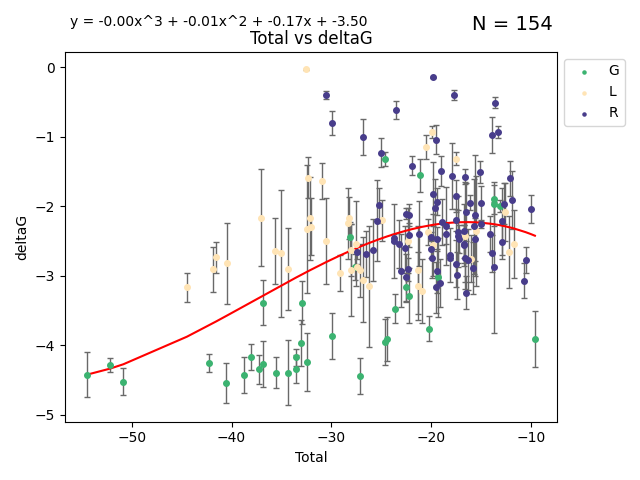 y = -0.00x^3 + -0.01x^2 + -0.17x + -3.50
N = 154
Total vs deltaG
G
L
R
deltaG
0
−1
−2
−3
−4
−5
−50
−40
−30
−20
−10
Total